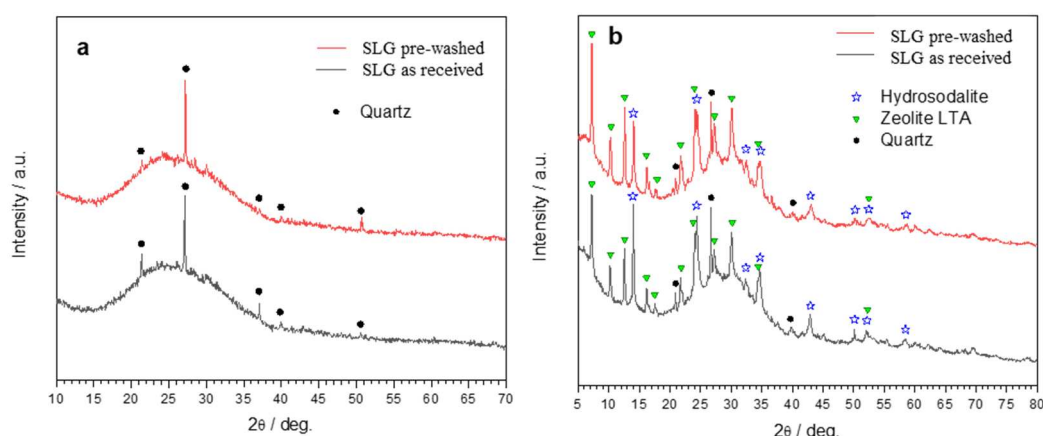 a
SLG pre-washed
SLG as received
Quartz
Intensity / a.u.
10 15 20 25 30 35 40 45 50 55 60 65 70
2θ / deg.
b
SLG pre-washed
SLG as received
Hydrosodalite
Zeolite LTA
Quartz
Intensity / a.u.
5 10 15 20 25 30 35 40 45 50 55 60 65 70 75 80
2θ / deg.